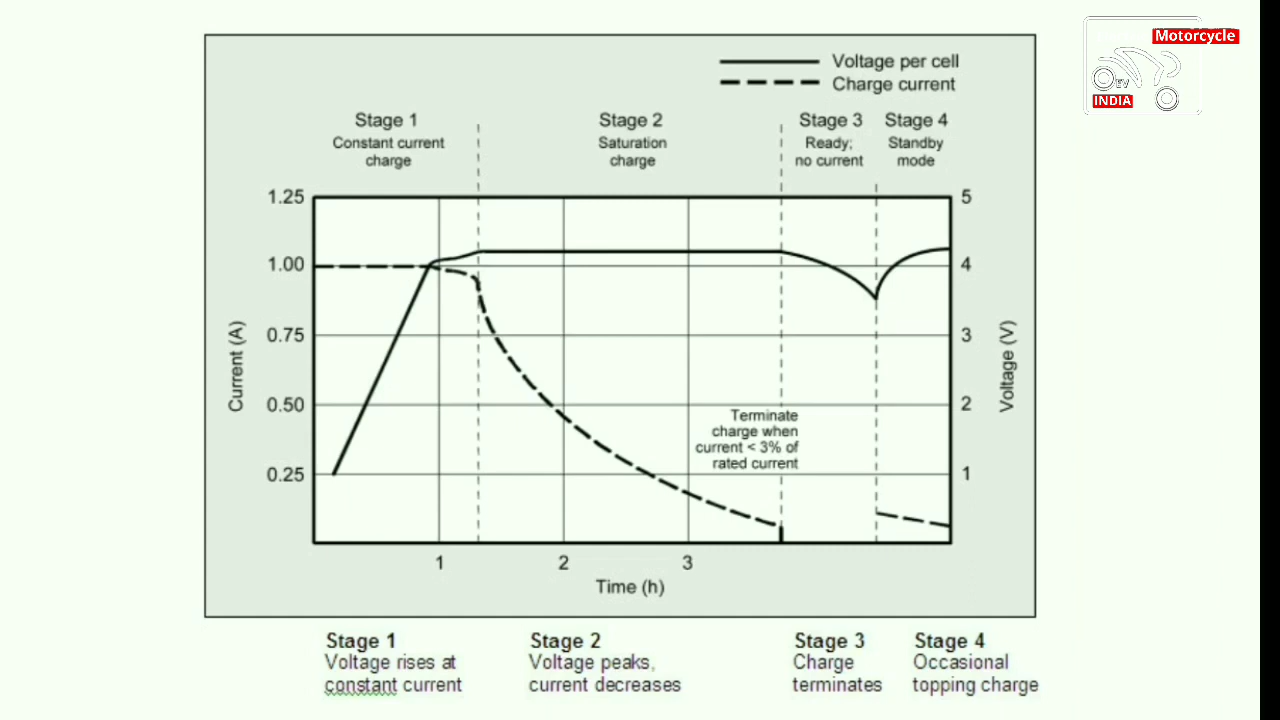 Motorcycle
TV
INDIA
Voltage per cell
Charge current
Stage 1
Constant current
charge
Stage 2
Saturation
charge
Stage 3
Ready;
no current
Stage 4
Standby
mode
1.25
1.00
0.75
0.50
0.25
Current (A)
5
4
3
2
1
Voltage (V)
Terminate
charge when
current < 3% of
rated current
1
2
3
Time (h)
Stage 1
Voltage rises at
constant current
Stage 2
Voltage peaks,
current decreases
Stage 3
Charge
terminates
Stage 4
Occasional
topping charge